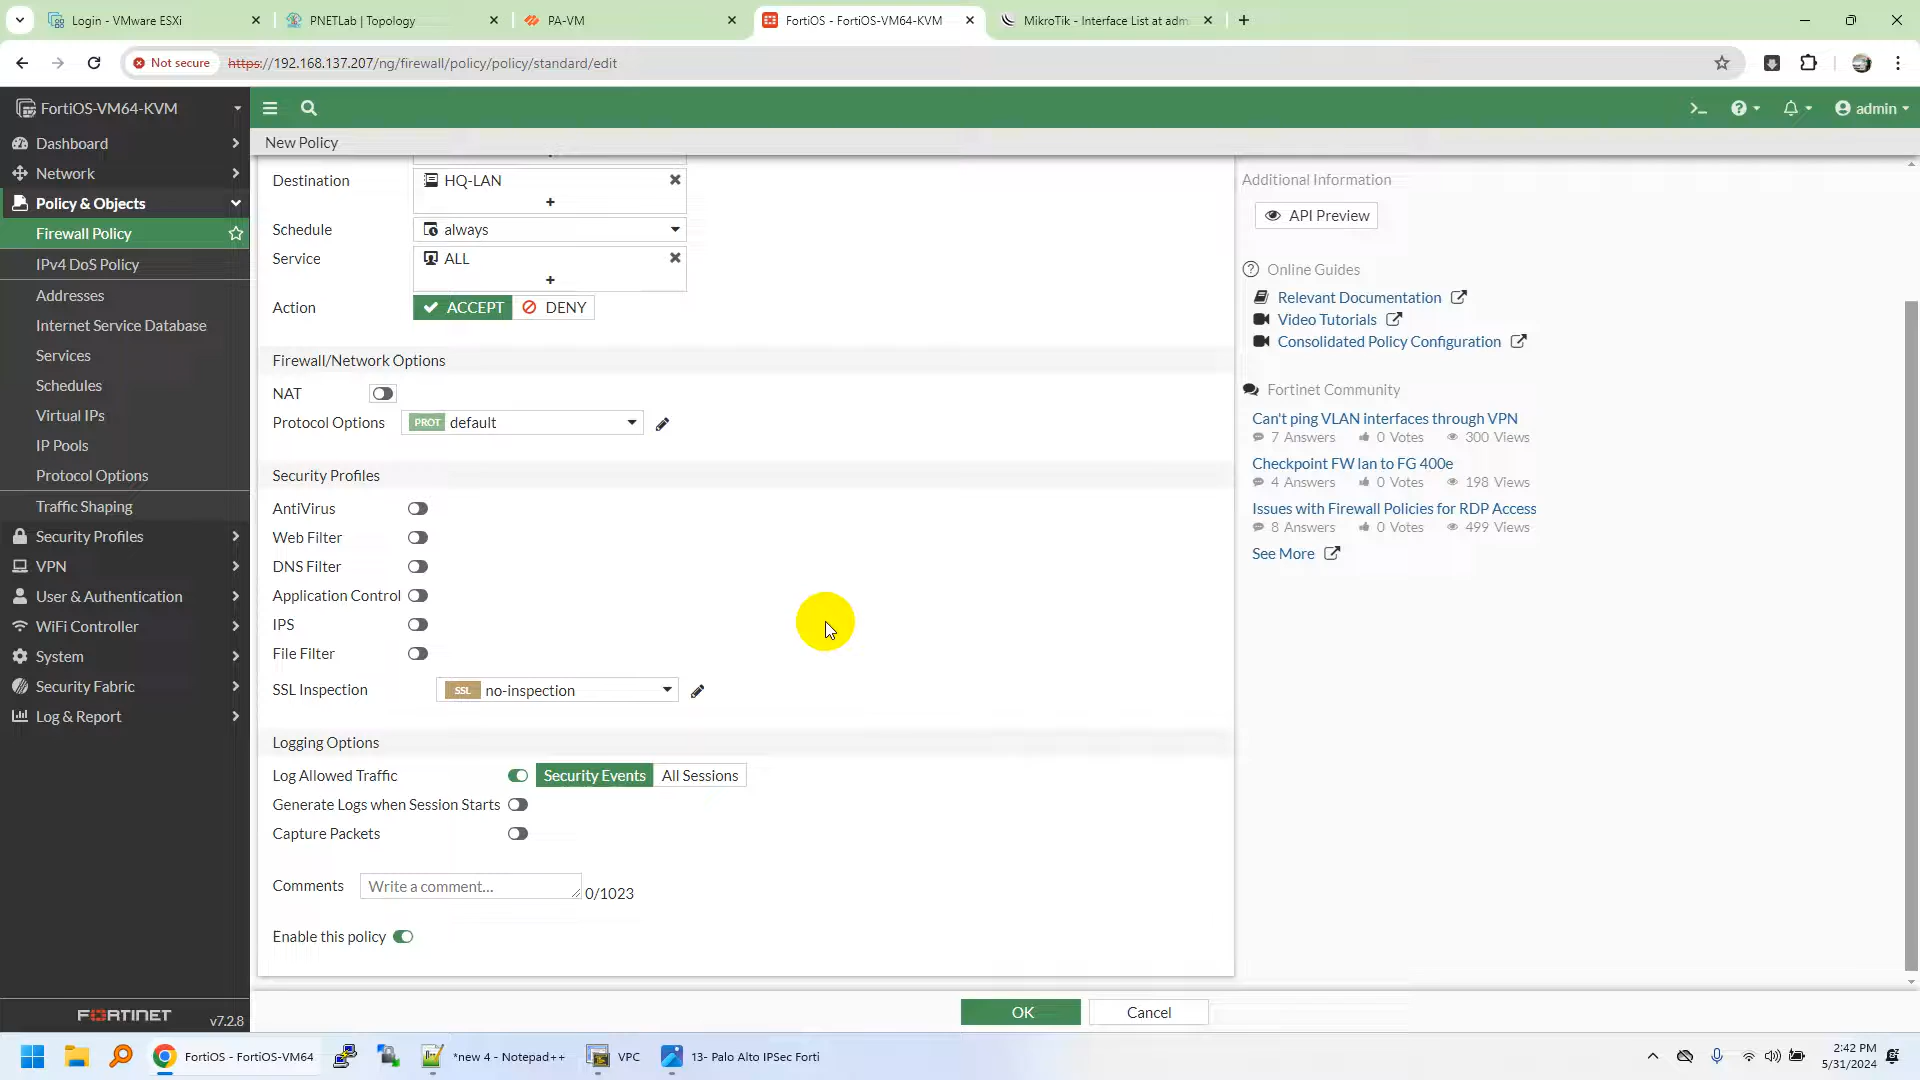 Login - VMware ESXi
PNETLab | Topology
PA-VM
FortiOS - FortiOS-VM64-KVM
MikroTik - Interface List at adm
Not secure
https://192.168.137.207/ng/firewall/policy/policy/standard/edit
FortiOS-VM64-KVM
admin
Dashboard
Network
Policy & Objects
Firewall Policy
IPv4 DoS Policy
Addresses
Internet Service Database
Services
Schedules
Virtual IPs
IP Pools
Protocol Options
Traffic Shaping
Security Profiles
VPN
User & Authentication
WiFi Controller
System
Security Fabric
Log & Report
FORTINET
v7.2.8
New Policy
Destination
HQ-LAN
Schedule
always
Service
ALL
Action
ACCEPT
DENY
Firewall/Network Options
NAT
Protocol Options
PROT default
Security Profiles
AntiVirus
Web Filter
DNS Filter
Application Control
IPS
File Filter
SSL Inspection
SSL no-inspection
Logging Options
Log Allowed Traffic
Security Events
All Sessions
Generate Logs when Session Starts
Capture Packets
Comments
Write a comment...
0/1023
Enable this policy
OK
Cancel
Additional Information
API Preview
Online Guides
Relevant Documentation
Video Tutorials
Consolidated Policy Configuration
Fortinet Community
Can't ping VLAN interfaces through VPN
7 Answers 0 Votes 300 Views
Checkpoint FW lan to FG 400e
4 Answers 0 Votes 198 Views
Issues with Firewall Policies for RDP Access
8 Answers 0 Votes 499 Views
See More
FortiOS - FortiOS-VM64
*new 4 - Notepad++
VPC
13- Palo Alto IPSec Forti
2:42 PM
5/31/2024